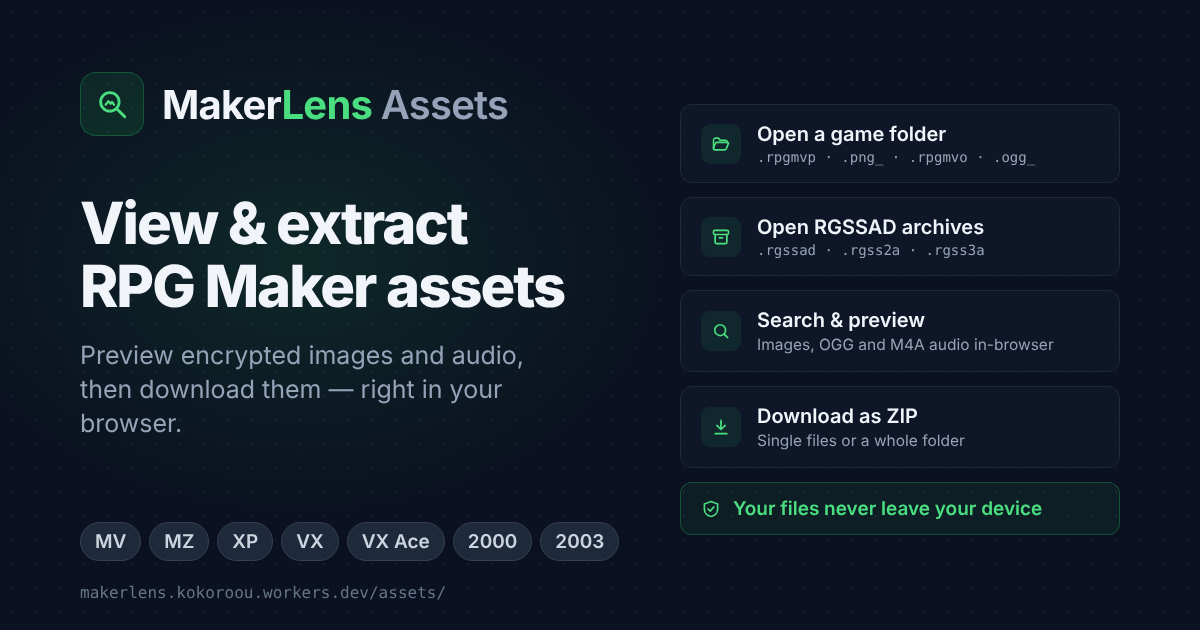 MakerLens Assets
View & extract
RPG Maker assets
Preview encrypted images and audio,
then download them — right in your
browser.
MV
MZ
XP
VX
VX Ace
2000
2003
makerlens.kokoroou.workers.dev/assets/
Open a game folder
.rpgmvp · .png_ · .rpgmvo · .ogg_
Open RGSSAD archives
.rgssad · .rgss2a · .rgss3a
Search & preview
Images, OGG and M4A audio in-browser
Download as ZIP
Single files or a whole folder
Your files never leave your device